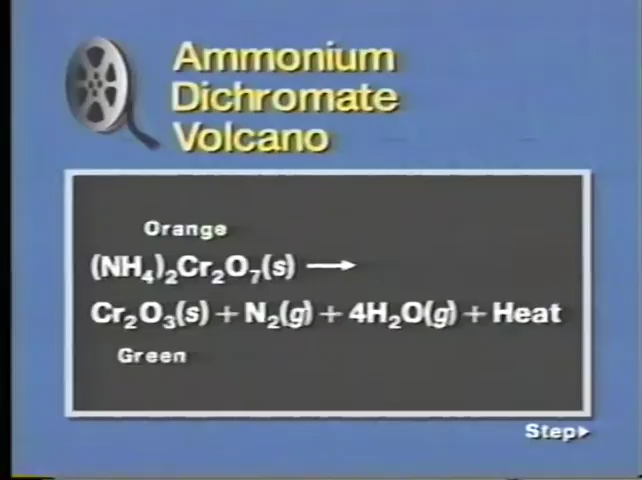 Ammonium
Dichromate
Volcano
Orange
(NH₄)₂Cr₂O₇(s) ⟶
Cr₂O₃(s) + N₂(g) + 4H₂O(g) + Heat
Green
Step▸